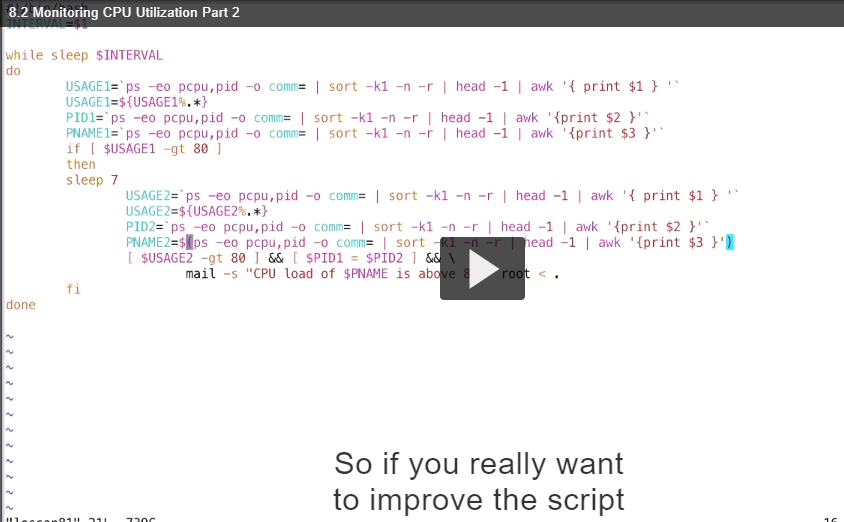 8.2 Monitoring CPU Utilization Part 2
INTERVAL=$1
while sleep $INTERVAL
do
USAGE1=`ps -eo pcpu,pid -o comm= | sort -k1 -n -r | head -1 | awk '{ print $1 } '`
USAGE1=${USAGE1%.*}
PID1=`ps -eo pcpu,pid -o comm= | sort -k1 -n -r | head -1 | awk '{print $2 }'`
PNAME1=`ps -eo pcpu,pid -o comm= | sort -k1 -n -r | head -1 | awk '{print $3 }'`
if [ $USAGE1 -gt 80 ]
then
sleep 7
USAGE2=`ps -eo pcpu,pid -o comm= | sort -k1 -n -r | head -1 | awk '{ print $1 } '`
USAGE2=${USAGE2%.*}
PID2=`ps -eo pcpu,pid -o comm= | sort -k1 -n -r | head -1 | awk '{print $2 }'`
PNAME2=$(ps -eo pcpu,pid -o comm= | sort -k1 -n -r | head -1 | awk '{print $3 }')
[ $USAGE2 -gt 80 ] && [ $PID1 = $PID2 ] && \
mail -s "CPU load of $PNAME is above root < .
fi
done
~
~
~
~
~
~
~
~
~
~
~
~
So if you really want
to improve the script